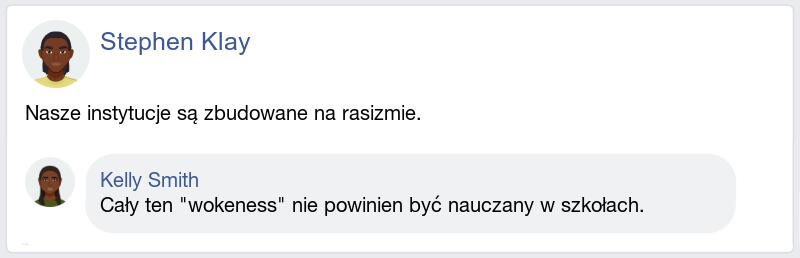 Stephen Klay
Nasze instytucje są zbudowane na rasizmie.
Kelly Smith
Cały ten "wokeness" nie powinien być nauczany w szkołach.